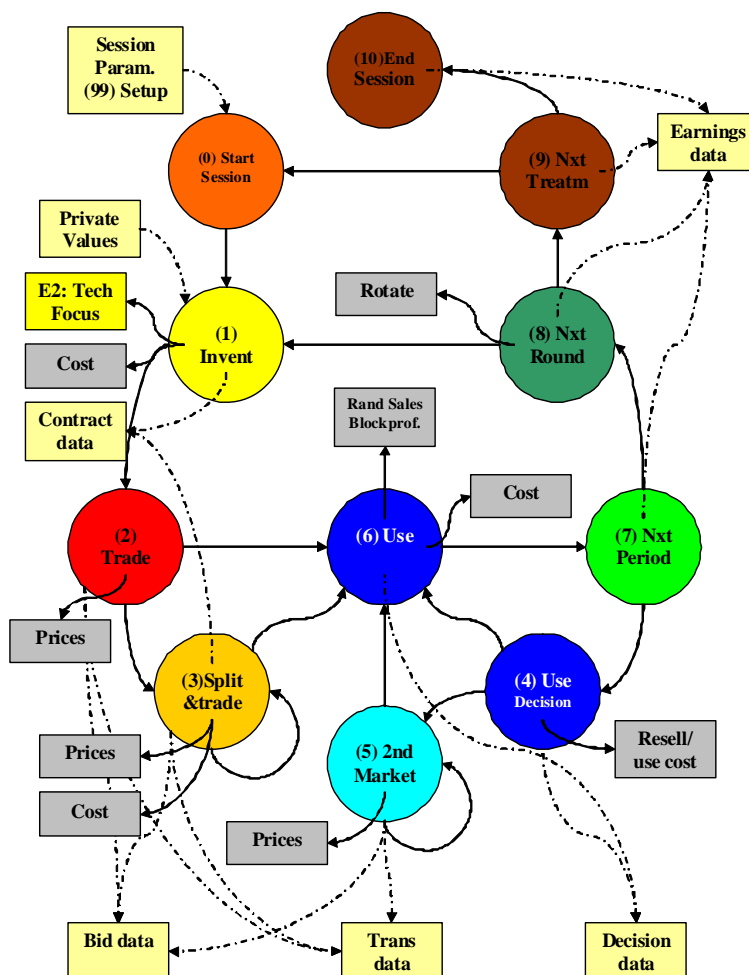 Session
Param.
(99) Setup
(10)End
Session
Earnings
data
(0) Start
Session
(9) Nxt
Treatm
Private
Values
E2: Tech
Focus
Rotate
(1)
Invent
(8) Nxt
Round
Cost
Rand Sales
Blockprof.
Contract
data
Cost
(2)
Trade
(6) Use
(7) Nxt
Period
Prices
(3)Split
&trade
(4) Use
Decision
Prices
(5) 2nd
Market
Resell/
use cost
Cost
Prices
Bid data
Trans
data
Decision
data